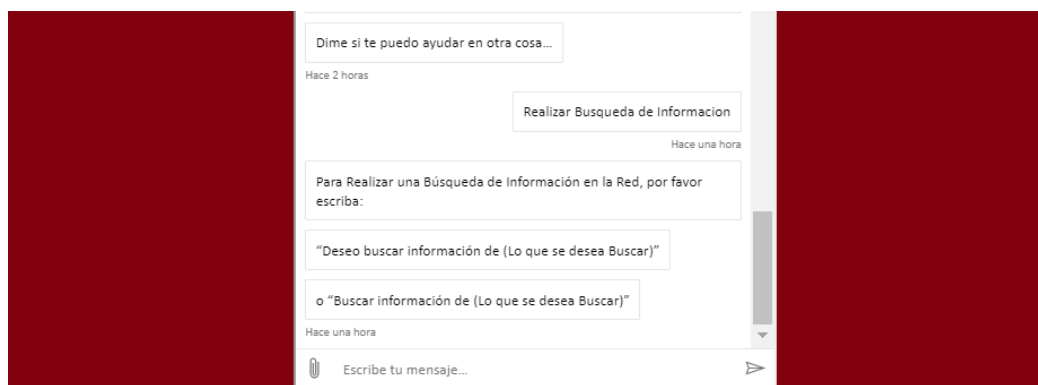 Dime si te puedo ayudar en otra cosa...
Hace 2 horas
Realizar Busqueda de Informacion
Hace una hora
Para Realizar una Búsqueda de Información en la Red, por favor
escriba:
“Deseo buscar información de (Lo que se desea Buscar)”
o “Buscar información de (Lo que se desea Buscar)”
Hace una hora
Escribe tu mensaje...